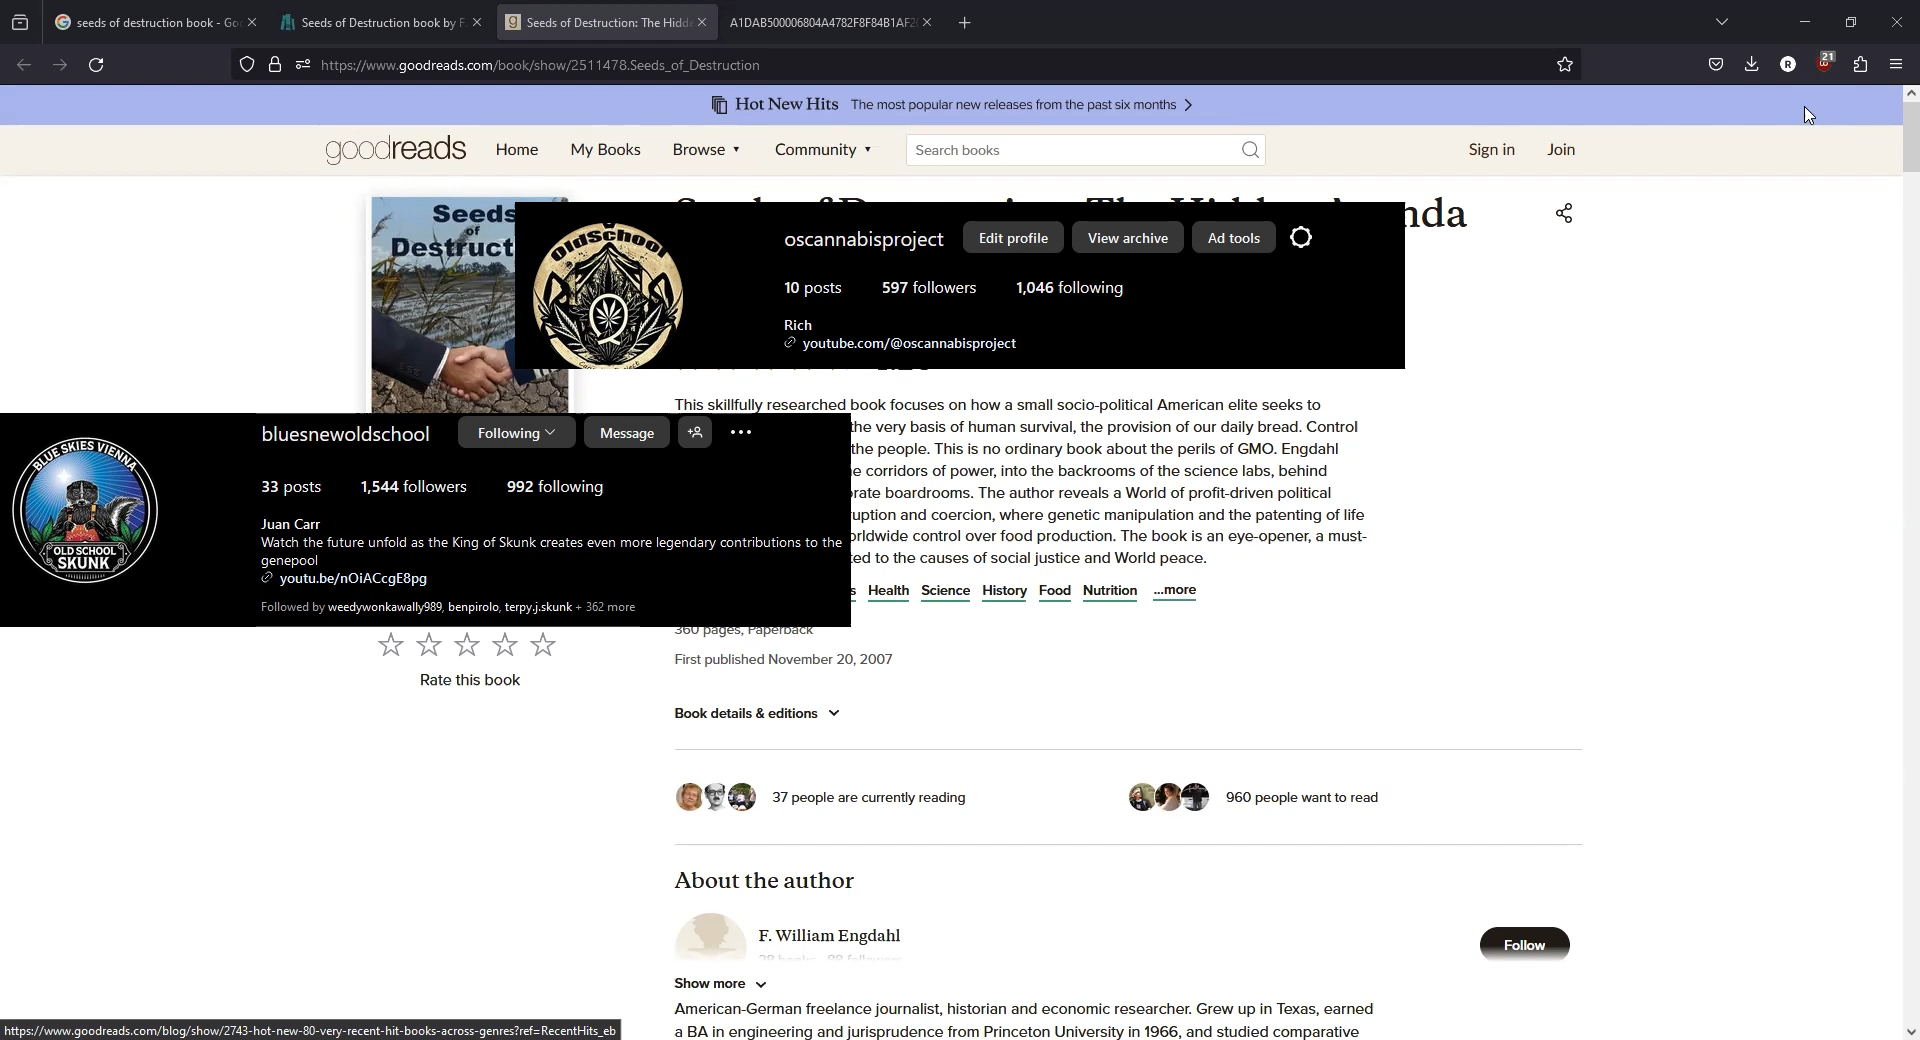 seeds of destruction book - Go
Seeds of Destruction book by F.
Seeds of Destruction: The Hidde
A1DAB500006804A4782F8F84B1AF2
https://www.goodreads.com/book/show/2511478.Seeds_of_Destruction
R
21
Hot New Hits The most popular new releases from the past six months
goodreads
Home
My Books
Browse
Community
Search books
Sign in
Join
Seeds
of
Destruct
nda
OldSchool
oscannabisproject
Edit profile
View archive
Ad tools
10 posts
597 followers
1,046 following
Rich
youtube.com/@oscannabisproject
This skillfully researched book focuses on how a small socio-political American elite seeks to
the very basis of human survival, the provision of our daily bread. Control
the people. This is no ordinary book about the perils of GMO. Engdahl
corridors of power, into the backrooms of the science labs, behind
rate boardrooms. The author reveals a World of profit-driven political
ruption and coercion, where genetic manipulation and the patenting of life
orldwide control over food production. The book is an eye-opener, a must-
ted to the causes of social justice and World peace.
s Health Science History Food Nutrition ...more
BLUE SKIES VIENNA
OLD SCHOOL
SKUNK
bluesnewoldschool
Following
Message
33 posts
1,544 followers
992 following
Juan Carr
Watch the future unfold as the King of Skunk creates even more legendary contributions to the
genepool
youtu.be/nOiACcgE8pg
Followed by weedywonkawally989, benpirolo, terpy.j.skunk + 362 more
360 pages, Paperback
First published November 20, 2007
Rate this book
Book details & editions
37 people are currently reading
960 people want to read
About the author
F. William Engdahl
Follow
Show more
American-German freelance journalist, historian and economic researcher. Grew up in Texas, earned
a BA in engineering and jurisprudence from Princeton University in 1966, and studied comparative
https://www.goodreads.com/blog/show/2743-hot-new-80-very-recent-hit-books-across-genres?ref=RecentHits_eb